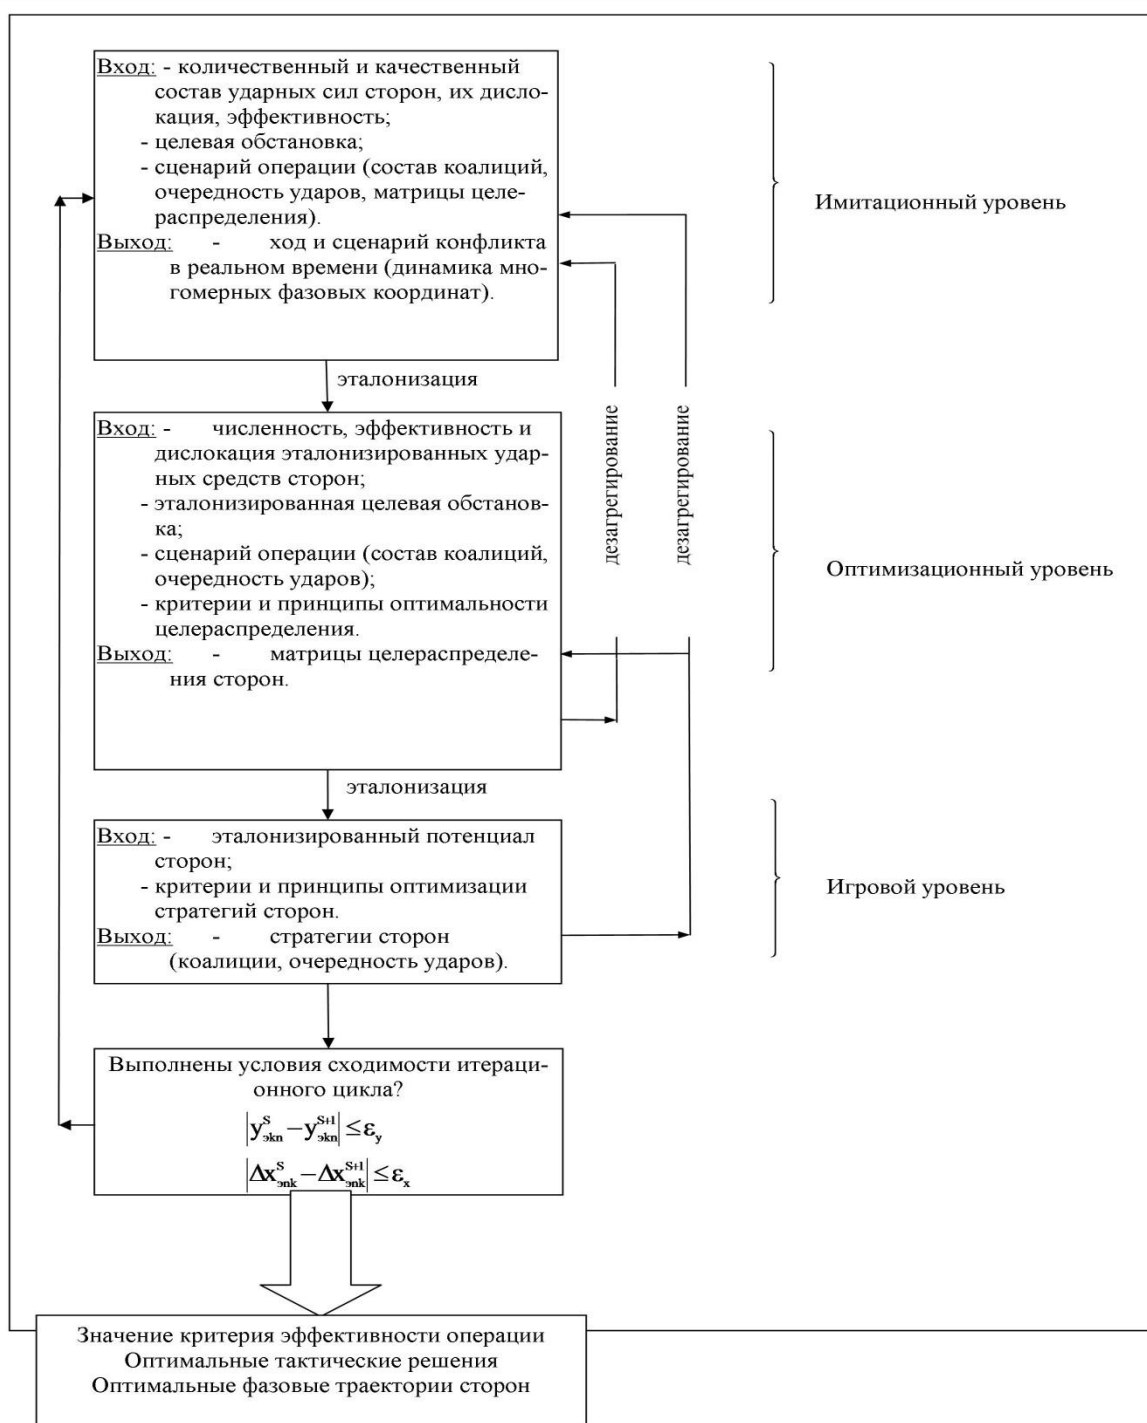 Вход: - количественный и качественный
состав ударных сил сторон, их дисло-
кация, эффективность;
- целевая обстановка;
- сценарий операции (состав коалиций,
очередность ударов, матрицы целе-
распределения).
Выход: - ход и сценарий конфликта
в реальном времени (динамика мно-
гомерных фазовых координат).
Имитационный уровень
эталонизация
Вход: - численность, эффективность и
дислокация эталонизированных удар-
ных средств сторон;
- эталонизированная целевая обстанов-
ка;
- сценарий операции (состав коалиций,
очередность ударов);
- критерии и принципы оптимальности
целераспределения.
Выход: - матрицы целераспределе-
ния сторон.
дезагрегирование
дезагрегирование
Оптимизационный уровень
эталонизация
Вход: - эталонизированный потенциал
сторон;
- критерии и принципы оптимизации
стратегий сторон.
Выход: - стратегии сторон
(коалиции, очередность ударов).
Игровой уровень
Выполнены условия сходимости итераци-
онного цикла?
|y^S_экn − y^{S+1}_экn| ≤ ε_y
|Δx^S_эnk − Δx^{S+1}_эnk| ≤ ε_x
Значение критерия эффективности операции
Оптимальные тактические решения
Оптимальные фазовые траектории сторон